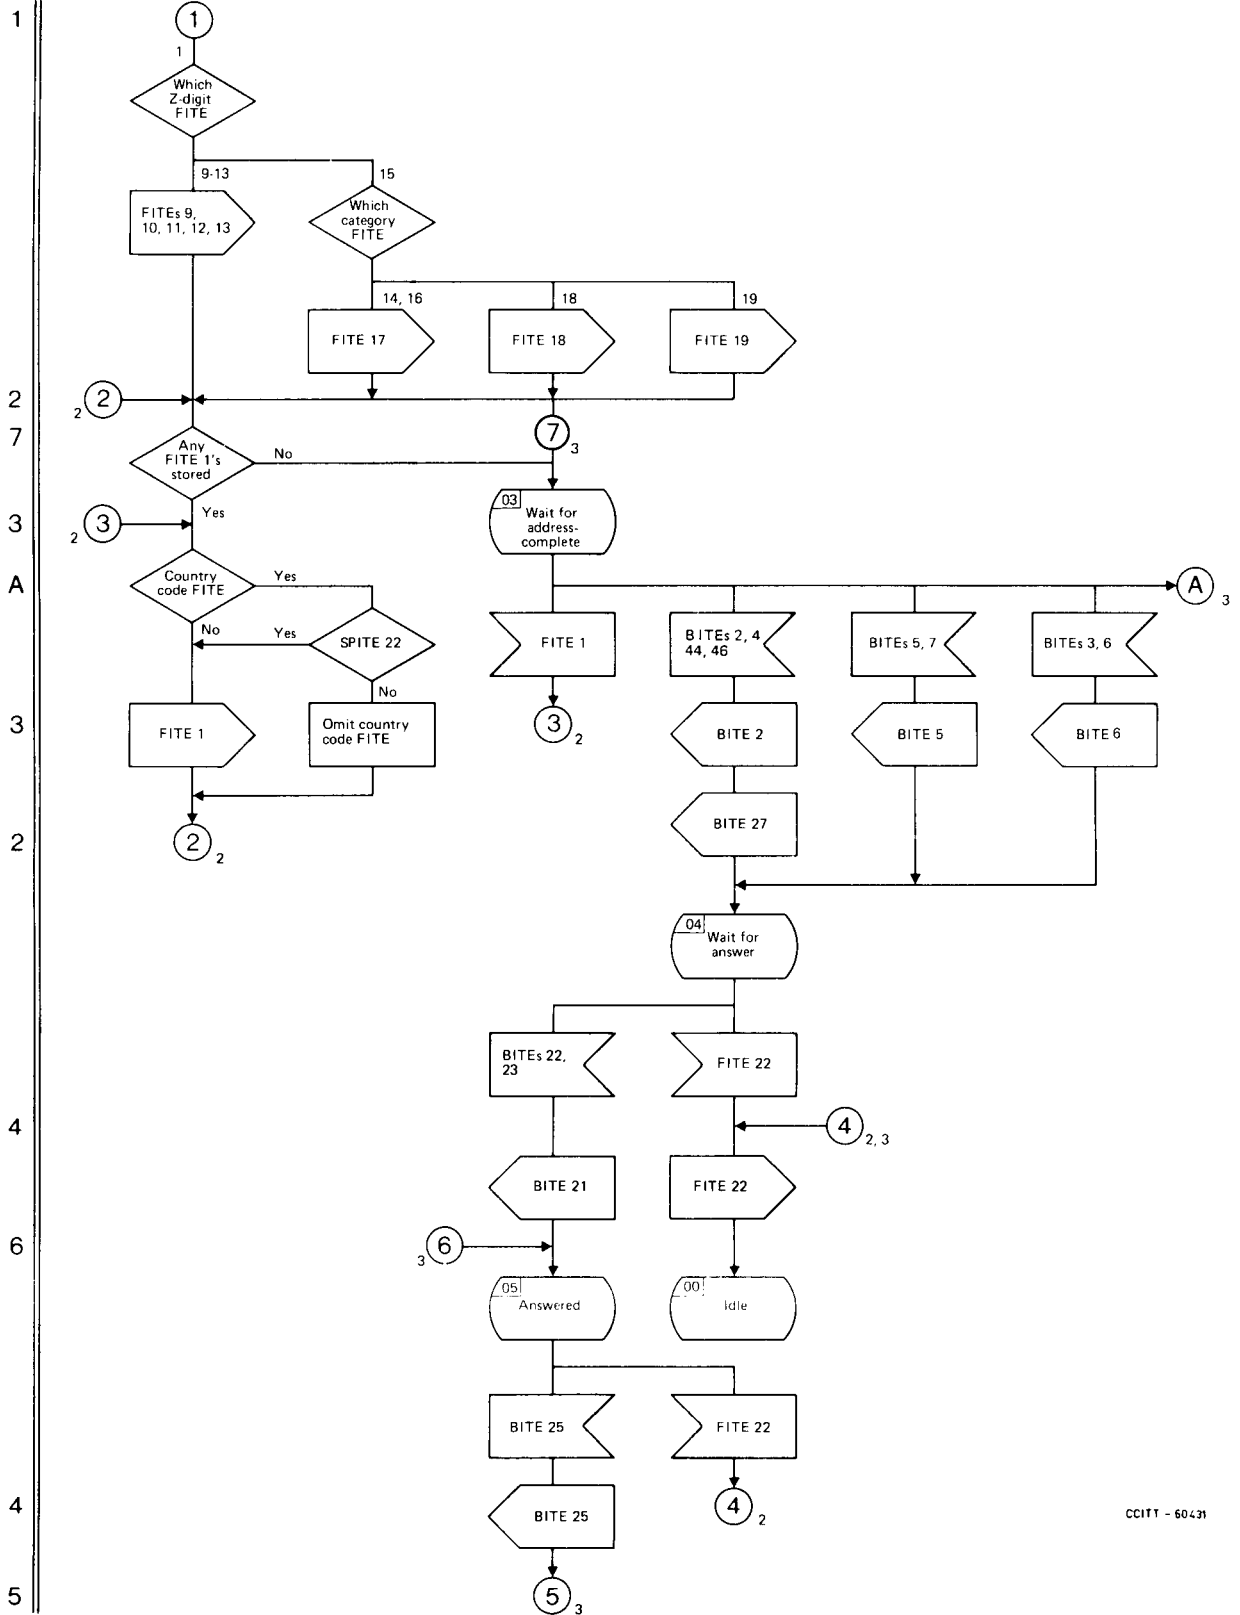 1
1
1
Which
Z-digit
FITE
9-13
15
FITEs 9,
10, 11, 12, 13
Which
category
FITE
14, 16
18
19
FITE 17
FITE 18
FITE 19
2
2
2
7
7
3
Any
FITE 1's
stored
No
Yes
03
Wait for
address-
complete
3
2
3
A
Country
code FITE
Yes
A
3
No
Yes
SPITE 22
No
FITE 1
BITEs 2, 4
44, 46
BITEs 5, 7
BITEs 3, 6
3
FITE 1
Omit country
code FITE
3
2
BITE 2
BITE 5
BITE 6
BITE 27
2
2
2
04
Wait for
answer
BITEs 22,
23
FITE 22
4
4
2, 3
BITE 21
FITE 22
6
3
6
05
Answered
00
Idle
BITE 25
FITE 22
4
BITE 25
4
2
CCITT - 60431
5
5
3